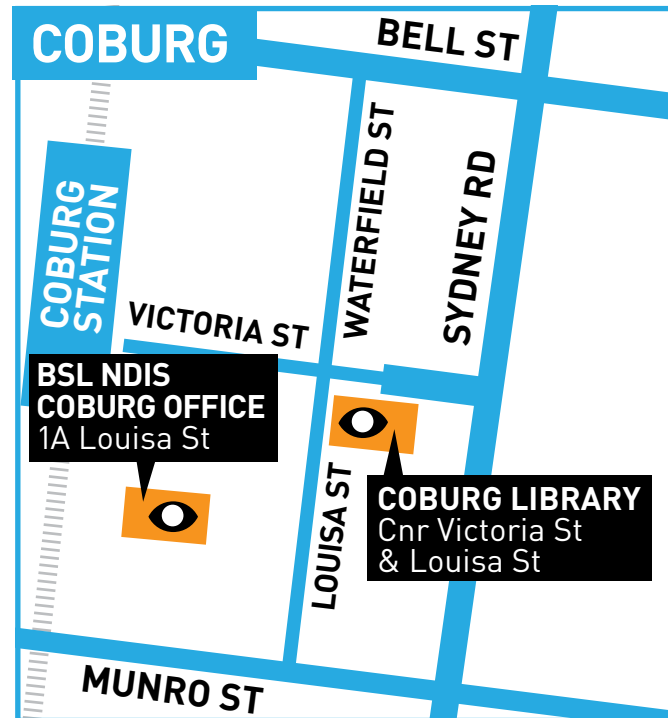 COBURG
BELL ST
WATERFIELD ST
SYDNEY RD
COBURG
STATION
VICTORIA ST
BSL NDIS
COBURG OFFICE
1A Louisa St
LOUISA ST
COBURG LIBRARY
Cnr Victoria St
& Louisa St
MUNRO ST